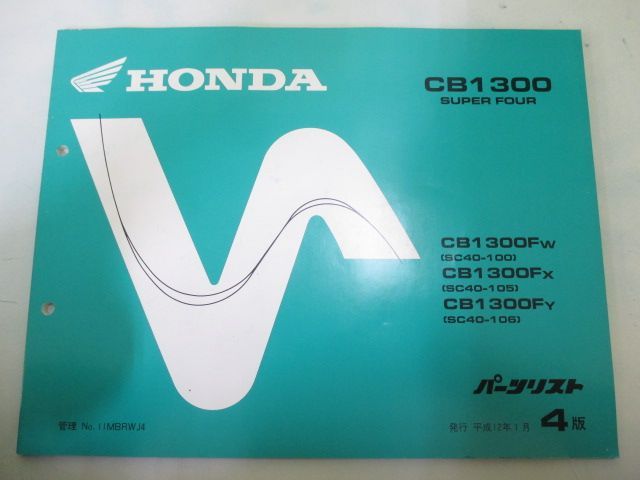 HONDA
CB1300
SUPER FOUR
CB1300Fw
(SC40-100)
CB1300Fx
(SC40-105)
CB1300FY
(SC40-106)
パーツリスト
管理 No. 11MBRWJ4
発行 平成12年1月 4版